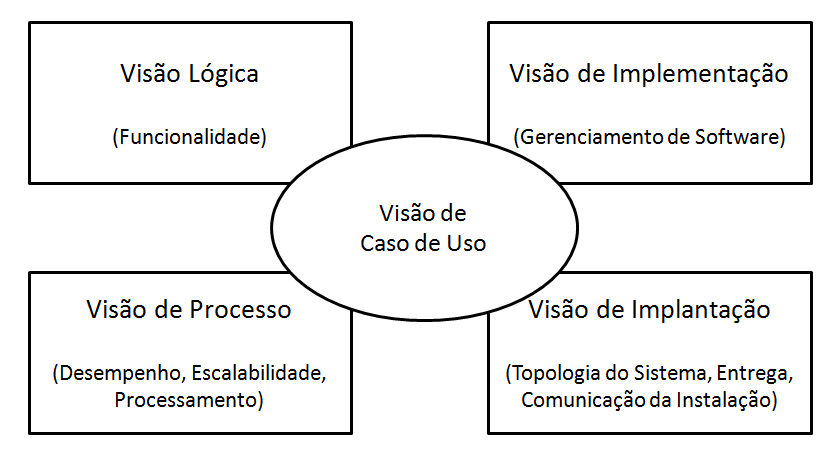 Visão Lógica
(Funcionalidade)
Visão de Implementação
(Gerenciamento de Software)
Visão de
Caso de Uso
Visão de Processo
(Desempenho, Escalabilidade,
Processamento)
Visão de Implantação
(Topologia do Sistema, Entrega,
Comunicação da Instalação)